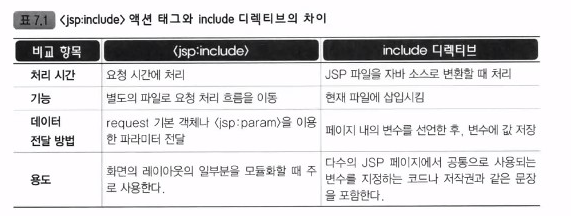 표 7.1 <jsp:include> 액션 태그와 include 디렉티브의 차이
비교 항목 <jsp:include> include 디렉티브
처리 시간 요청 시간에 처리 JSP 파일을 자바 소스로 변환할 때 처리
기능 별도의 파일로 요청 처리 흐름을 이동 현재 파일에 삽입시킴
데이터
전달 방법
request 기본 객체나 <jsp:param>을 이용
한 파라미터 전달
페이지 내의 변수를 선언한 후, 변수에 값 저장
용도
화면의 레이아웃의 일부분을 모듈화할 때 주
로 사용한다.
다수의 JSP 페이지에서 공통으로 사용되는
변수를 지정하는 코드나 저작권과 같은 문장
을 포함한다.